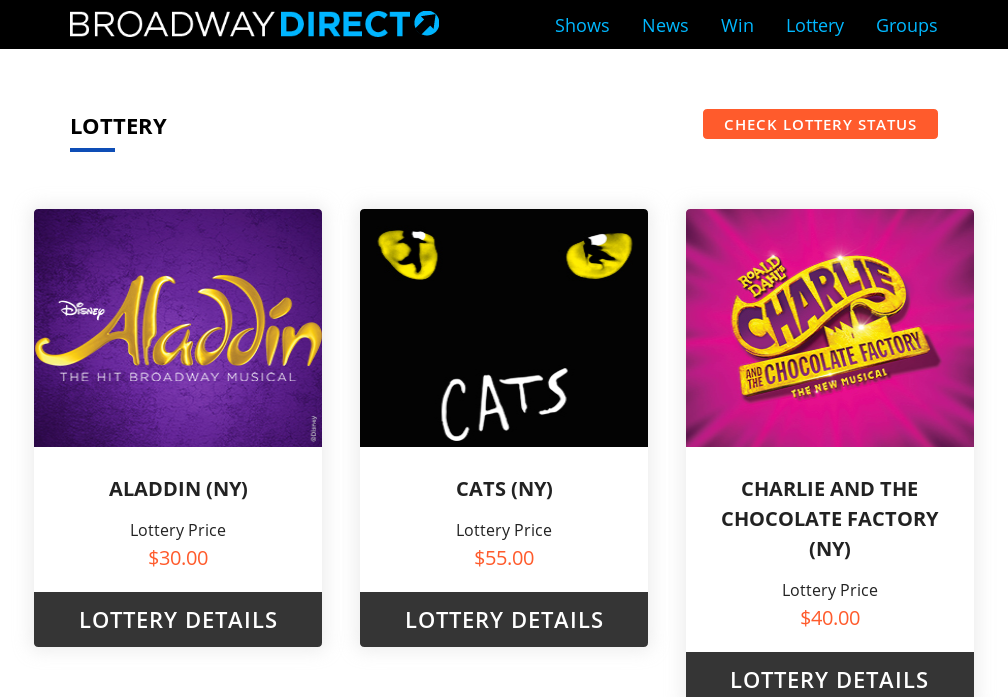 BROADWAYDIRECT
Shows News Win Lottery Groups
LOTTERY
CHECK LOTTERY STATUS
Disney
Aladdin
THE HIT BROADWAY MUSICAL
©Disney
CATS
ROALD
DAHL'S
CHARLIE
AND THE CHOCOLATE FACTORY
THE NEW MUSICAL
ALADDIN (NY)
Lottery Price
$30.00
LOTTERY DETAILS
CATS (NY)
Lottery Price
$55.00
LOTTERY DETAILS
CHARLIE AND THE
CHOCOLATE FACTORY
(NY)
Lottery Price
$40.00
LOTTERY DETAILS